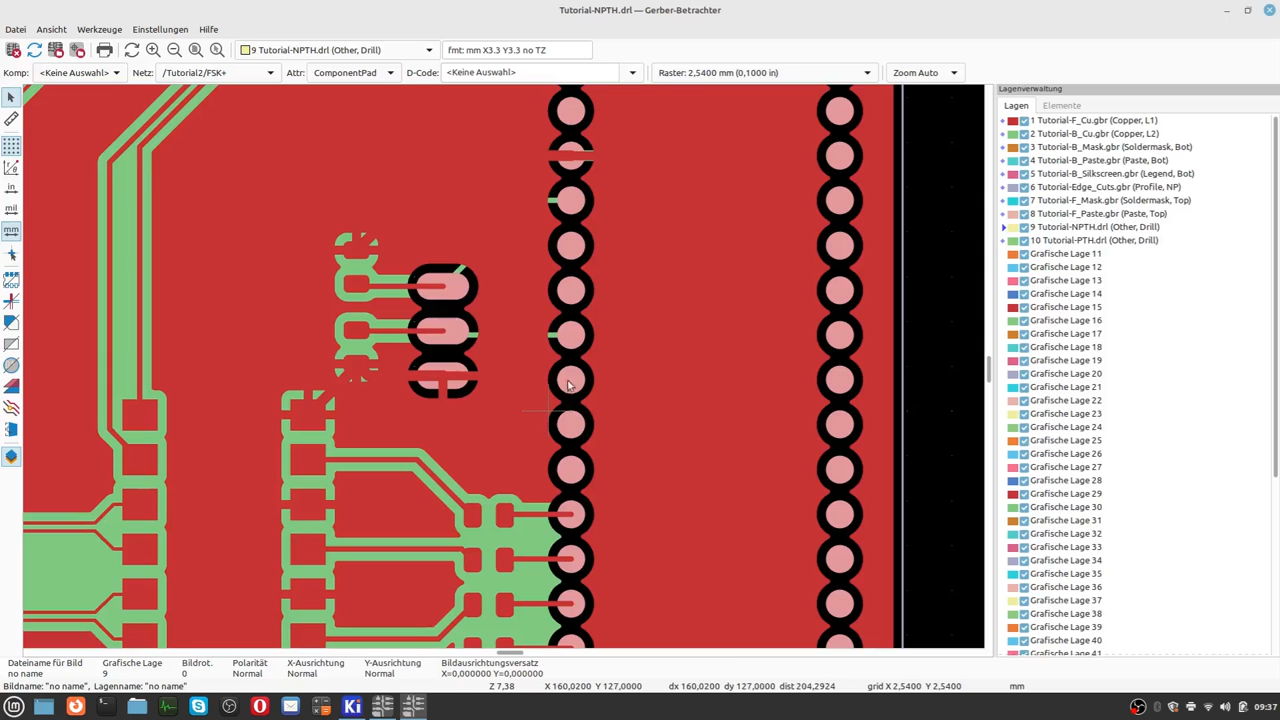 Tutorial-NPTH.drl — Gerber-Betrachter
Datei Ansicht Werkzeuge Einstellungen Hilfe
9 Tutorial-NPTH.drl (Other, Drill) fmt: mm X3.3 Y3.3 no TZ
Komp: <Keine Auswahl> Netz: /Tutorial2/FSK+ Attr: ComponentPad D-Code: <Keine Auswahl> Raster: 2,5400 mm (0,1000 in) Zoom Auto
in
mil
mm
Lagenverwaltung
Lagen Elemente
1 Tutorial-F_Cu.gbr (Copper, L1)
2 Tutorial-B_Cu.gbr (Copper, L2)
3 Tutorial-B_Mask.gbr (Soldermask, Bot)
4 Tutorial-B_Paste.gbr (Paste, Bot)
5 Tutorial-B_Silkscreen.gbr (Legend, Bot)
6 Tutorial-Edge_Cuts.gbr (Profile, NP)
7 Tutorial-F_Mask.gbr (Soldermask, Top)
8 Tutorial-F_Paste.gbr (Paste, Top)
9 Tutorial-NPTH.drl (Other, Drill)
10 Tutorial-PTH.drl (Other, Drill)
Grafische Lage 11
Grafische Lage 12
Grafische Lage 13
Grafische Lage 14
Grafische Lage 15
Grafische Lage 16
Grafische Lage 17
Grafische Lage 18
Grafische Lage 19
Grafische Lage 20
Grafische Lage 21
Grafische Lage 22
Grafische Lage 23
Grafische Lage 24
Grafische Lage 25
Grafische Lage 26
Grafische Lage 27
Grafische Lage 28
Grafische Lage 29
Grafische Lage 30
Grafische Lage 31
Grafische Lage 32
Grafische Lage 33
Grafische Lage 34
Grafische Lage 35
Grafische Lage 36
Grafische Lage 37
Grafische Lage 38
Grafische Lage 39
Grafische Lage 40
Grafische Lage 41
Dateiname für Bild Grafische Lage Bildrot. Polarität X-Ausrichtung Y-Ausrichtung Bildausrichtungsversatz
no name 9 0 Normal Normal Normal X=0,000000 Y=0,000000
Bildname: "no name", Lagenname: "no name" Z 7,38 X 160,0200 Y 127,0000 dx 160,0200 dy 127,0000 dist 204,2924 grid X 2,5400 Y 2,5400 mm
Ki
09:37